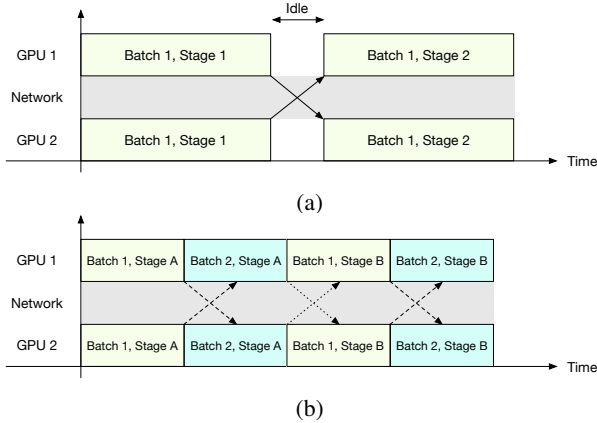 Idle
GPU 1
Batch 1, Stage 1
Batch 1, Stage 2
Network
GPU 2
Batch 1, Stage 1
Batch 1, Stage 2
Time
(a)
GPU 1
Batch 1, Stage A
Batch 2, Stage A
Batch 1, Stage B
Batch 2, Stage B
Network
GPU 2
Batch 1, Stage A
Batch 2, Stage A
Batch 1, Stage B
Batch 2, Stage B
Time
(b)